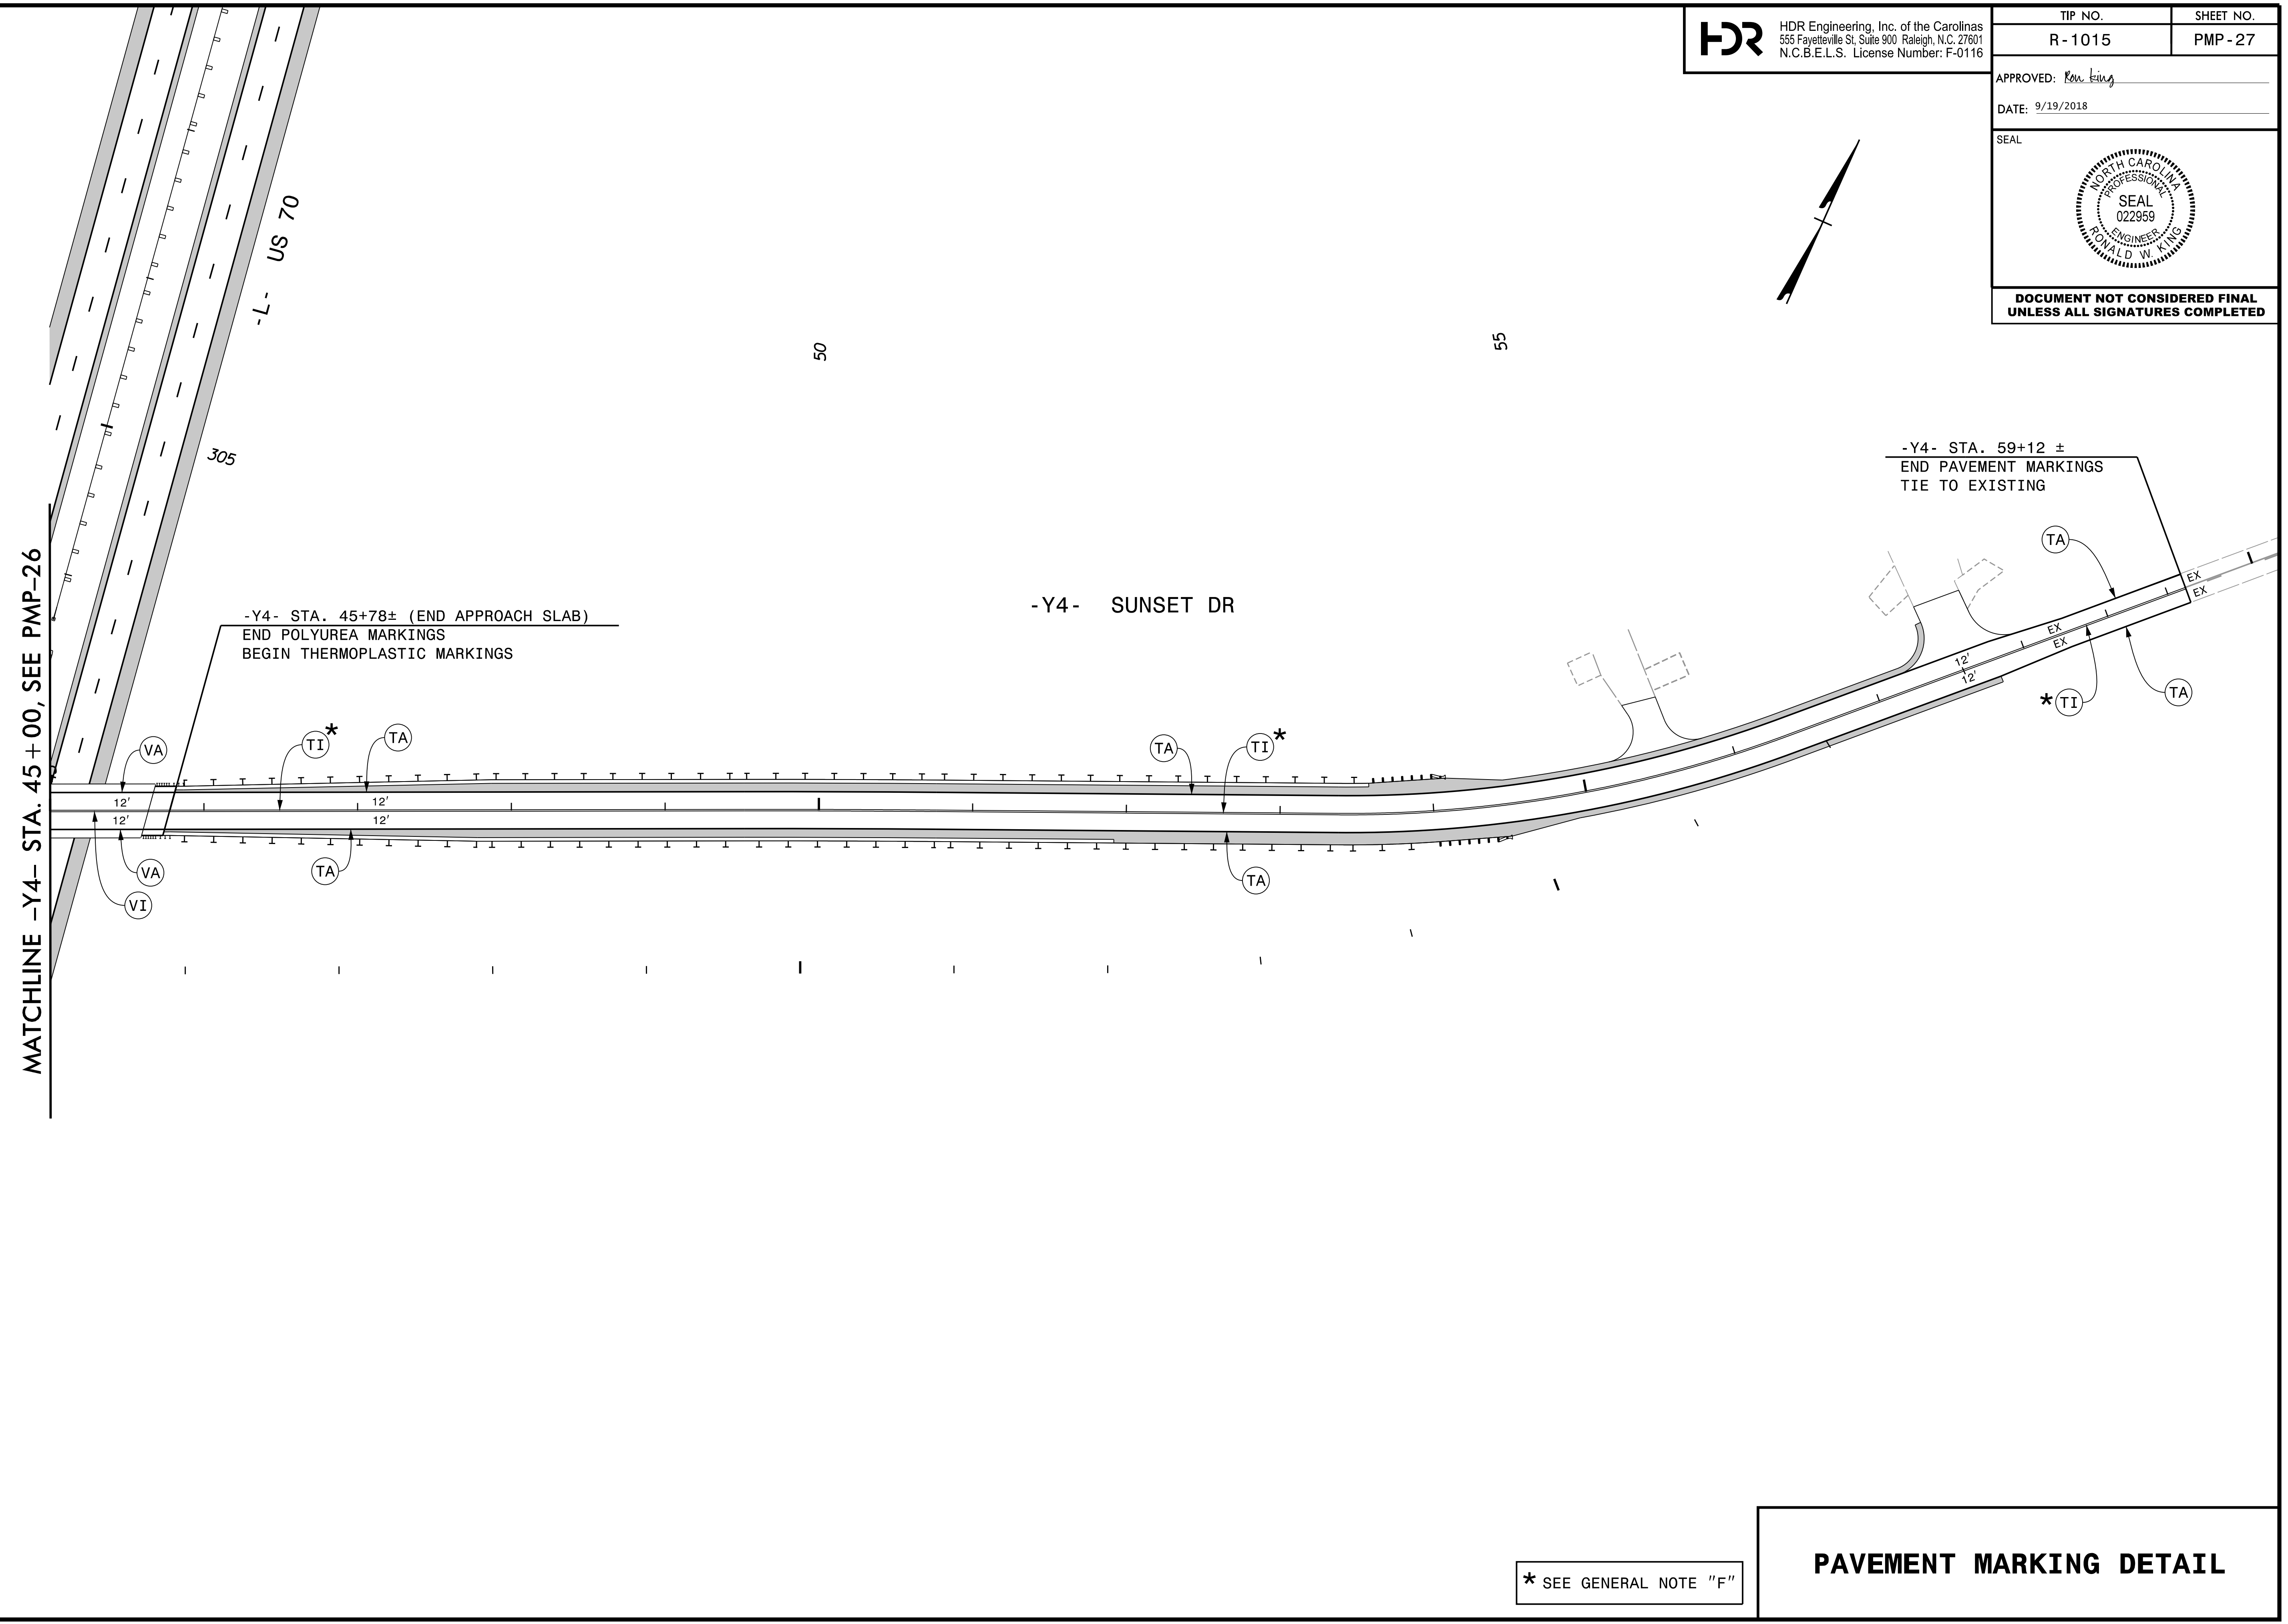 HDR
HDR Engineering, Inc. of the Carolinas
555 Fayetteville St, Suite 900 Raleigh, N.C. 27601
N.C.B.E.L.S. License Number: F-0116
TIP NO.
SHEET NO.
R-1015
PMP-27
APPROVED: Ron King
DATE: 9/19/2018
SEAL
NORTH CAROLINA
PROFESSIONAL
SEAL
022959
ENGINEER
RONALD W. KING
DOCUMENT NOT CONSIDERED FINAL
UNLESS ALL SIGNATURES COMPLETED
-L- US 70
305
50
55
MATCHLINE -Y4- STA. 45+00, SEE PMP-26
-Y4- STA. 59+12 ±
END PAVEMENT MARKINGS
TIE TO EXISTING
TA
EX
EX
EX
EX
12'
12'
* TI
TA
-Y4- SUNSET DR
-Y4- STA. 45+78± (END APPROACH SLAB)
END POLYUREA MARKINGS
BEGIN THERMOPLASTIC MARKINGS
VA
TI *
TA
TA
TI *
12'
12'
12'
12'
VA
TA
TA
VI
* SEE GENERAL NOTE "F"
PAVEMENT MARKING DETAIL